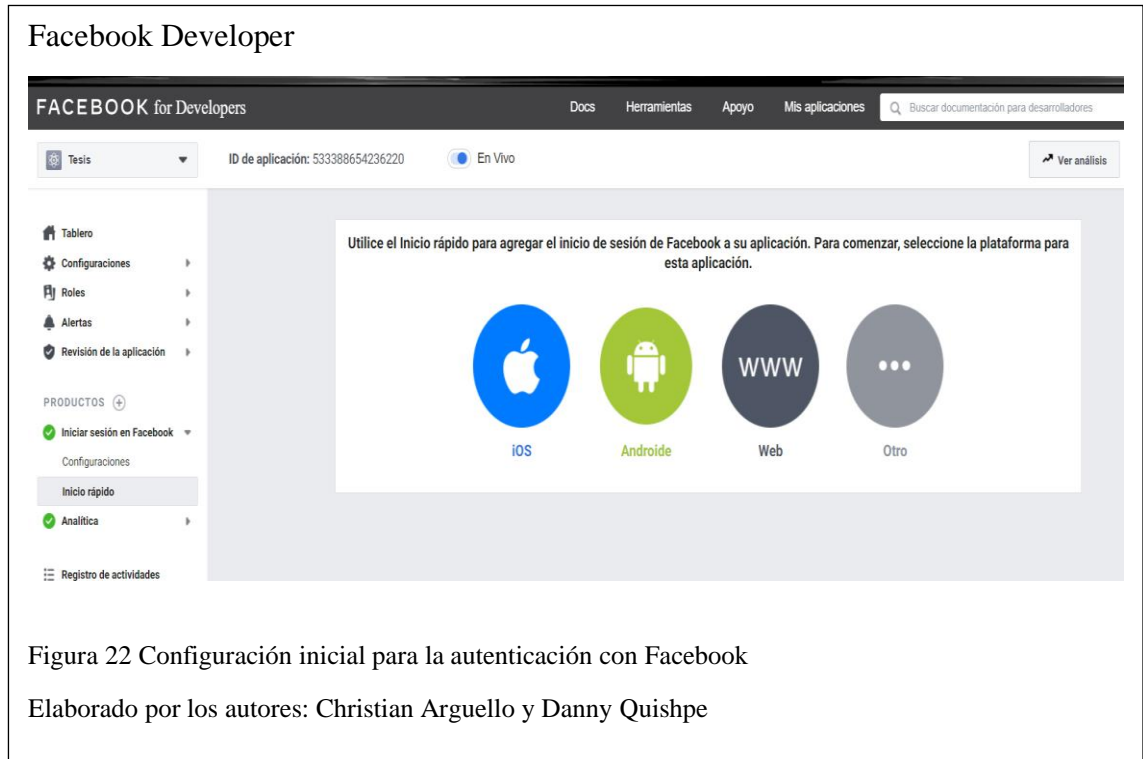 Facebook Developer
FACEBOOK for Developers
Docs
Herramientas
Apoyo
Mis aplicaciones
Buscar documentación para desarrolladores
Tesis
ID de aplicación: 533388654236220
En Vivo
Ver análisis
Tablero
Configuraciones
Roles
Alertas
Revisión de la aplicación
PRODUCTOS
Iniciar sesión en Facebook
Configuraciones
Inicio rápido
Analítica
Registro de actividades
Utilice el Inicio rápido para agregar el inicio de sesión de Facebook a su aplicación. Para comenzar, seleccione la plataforma para
esta aplicación.
WWW
iOS
Androide
Web
Otro
Figura 22 Configuración inicial para la autenticación con Facebook
Elaborado por los autores: Christian Arguello y Danny Quishpe